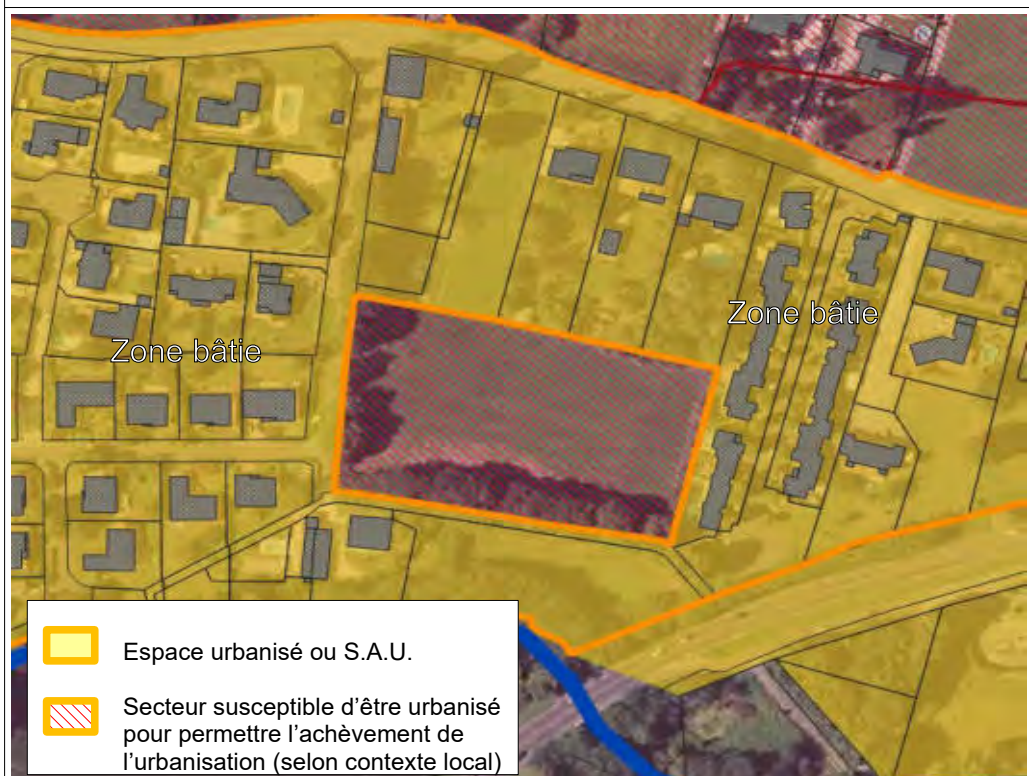 Zone bâtie
Zone bâtie
Espace urbanisé ou S.A.U.
Secteur susceptible d’être urbanisé
pour permettre l’achèvement de
l’urbanisation (selon contexte local)